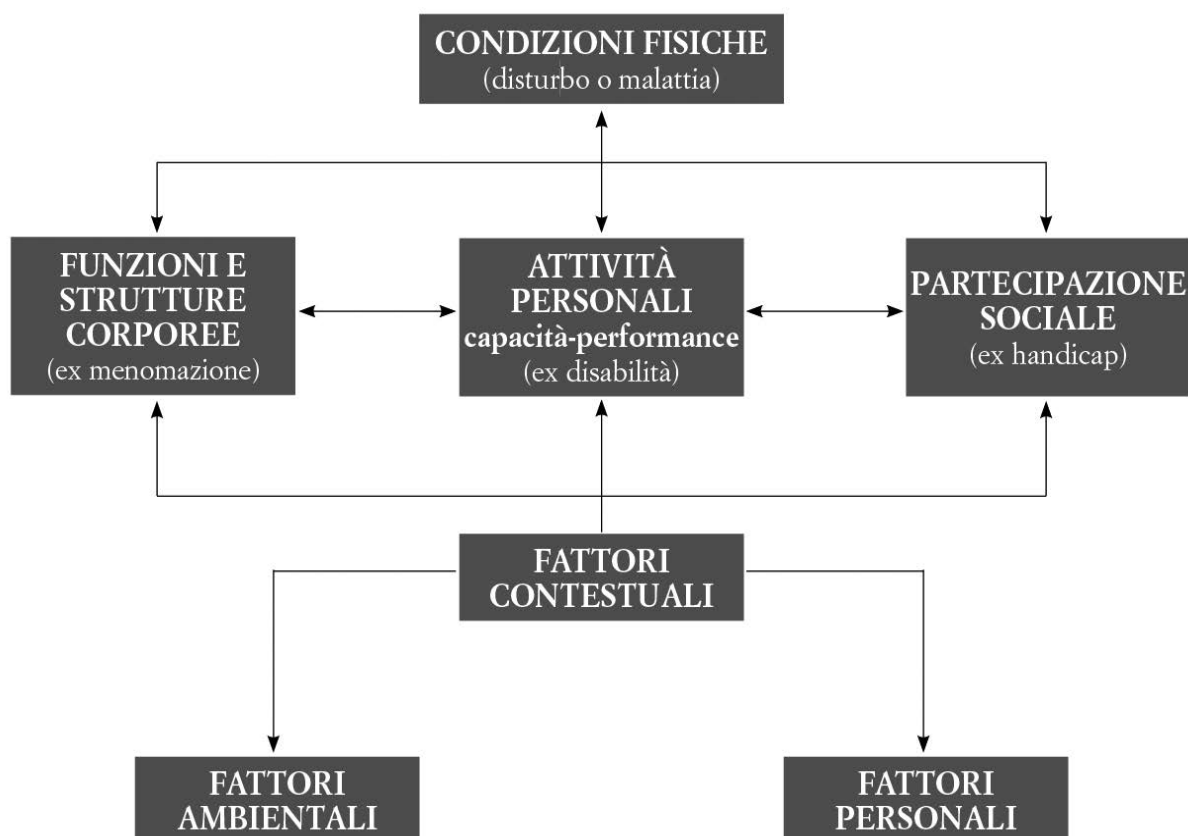 CONDIZIONI FISICHE
(disturbo o malattia)
FUNZIONI E
STRUTTURE
CORPOREE
(ex menomazione)
ATTIVITÀ
PERSONALI
capacità-performance
(ex disabilità)
PARTECIPAZIONE
SOCIALE
(ex handicap)
FATTORI
CONTESTUALI
FATTORI
AMBIENTALI
FATTORI
PERSONALI